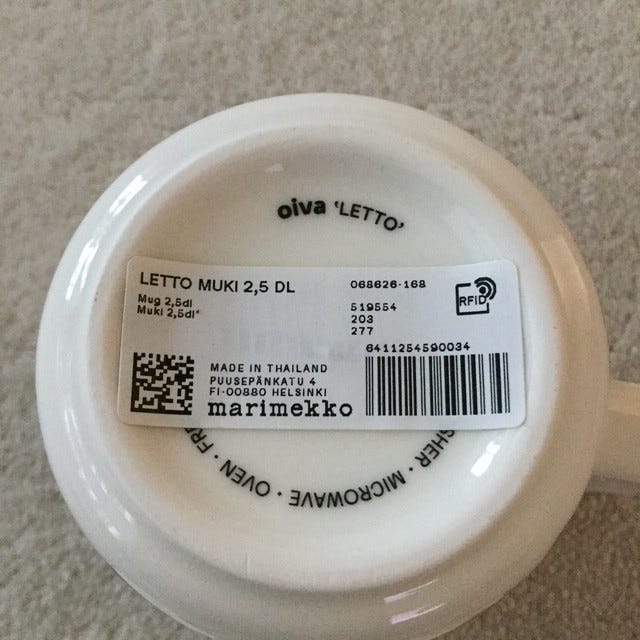 oiva 'LETTO'
LETTO MUKI 2,5 DL
Mug 2,5dl
Muki 2,5dl*
068626-168
519554
203
277
RFID
6411254590034
MADE IN THAILAND
PUUSEPÄNKATU 4
FI-00880 HELSINKI
marimekko
SHER · MICROWAVE · OVEN · FRE